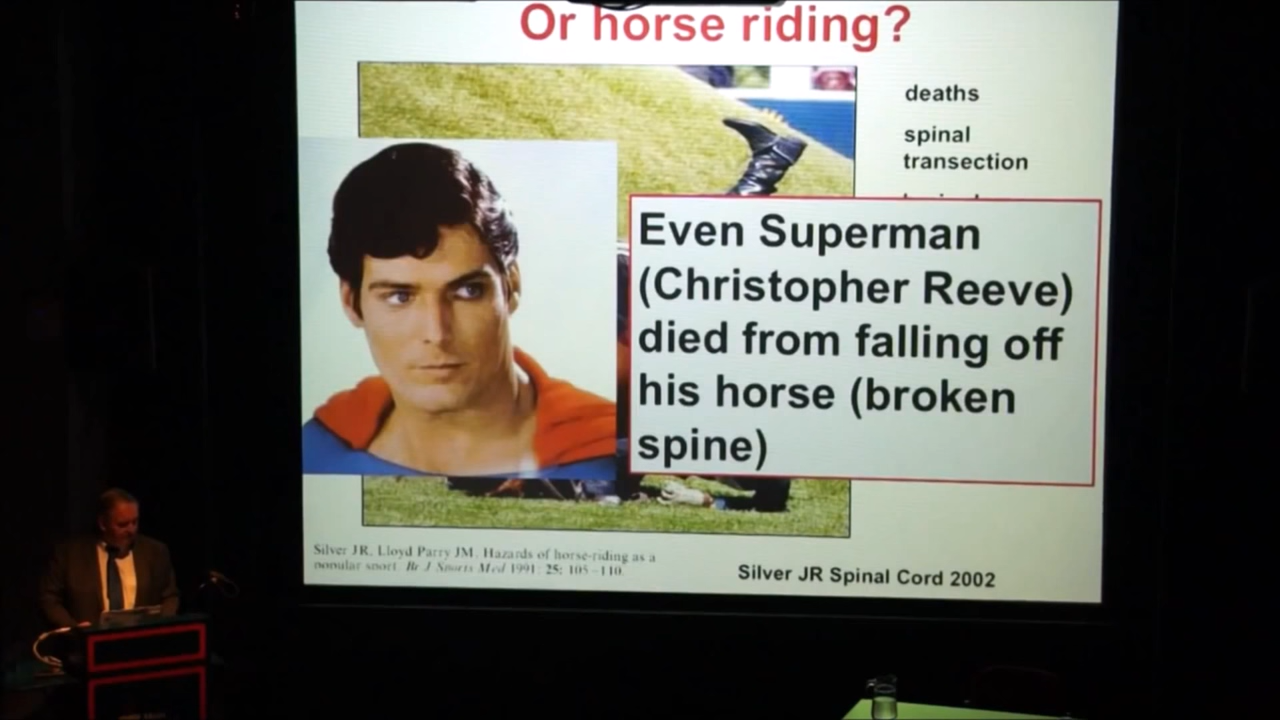 Or horse riding?
deaths
spinal
transection
Even Superman
(Christopher Reeve)
died from falling off
his horse (broken
spine)
Silver JR, Lloyd Parry JM. Hazards of horse-riding as a
popular sport. Br J Sports Med 1991; 25: 105–110.
Silver JR Spinal Cord 2002